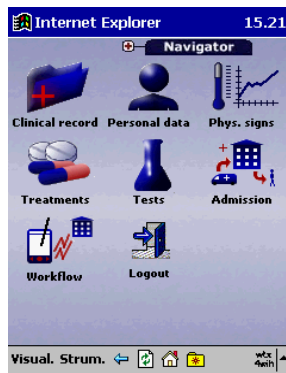 Internet Explorer 15.21
Navigator
Clinical record Personal data Phys. signs
Treatments Tests Admission
Workflow Logout
Visual. Strum.